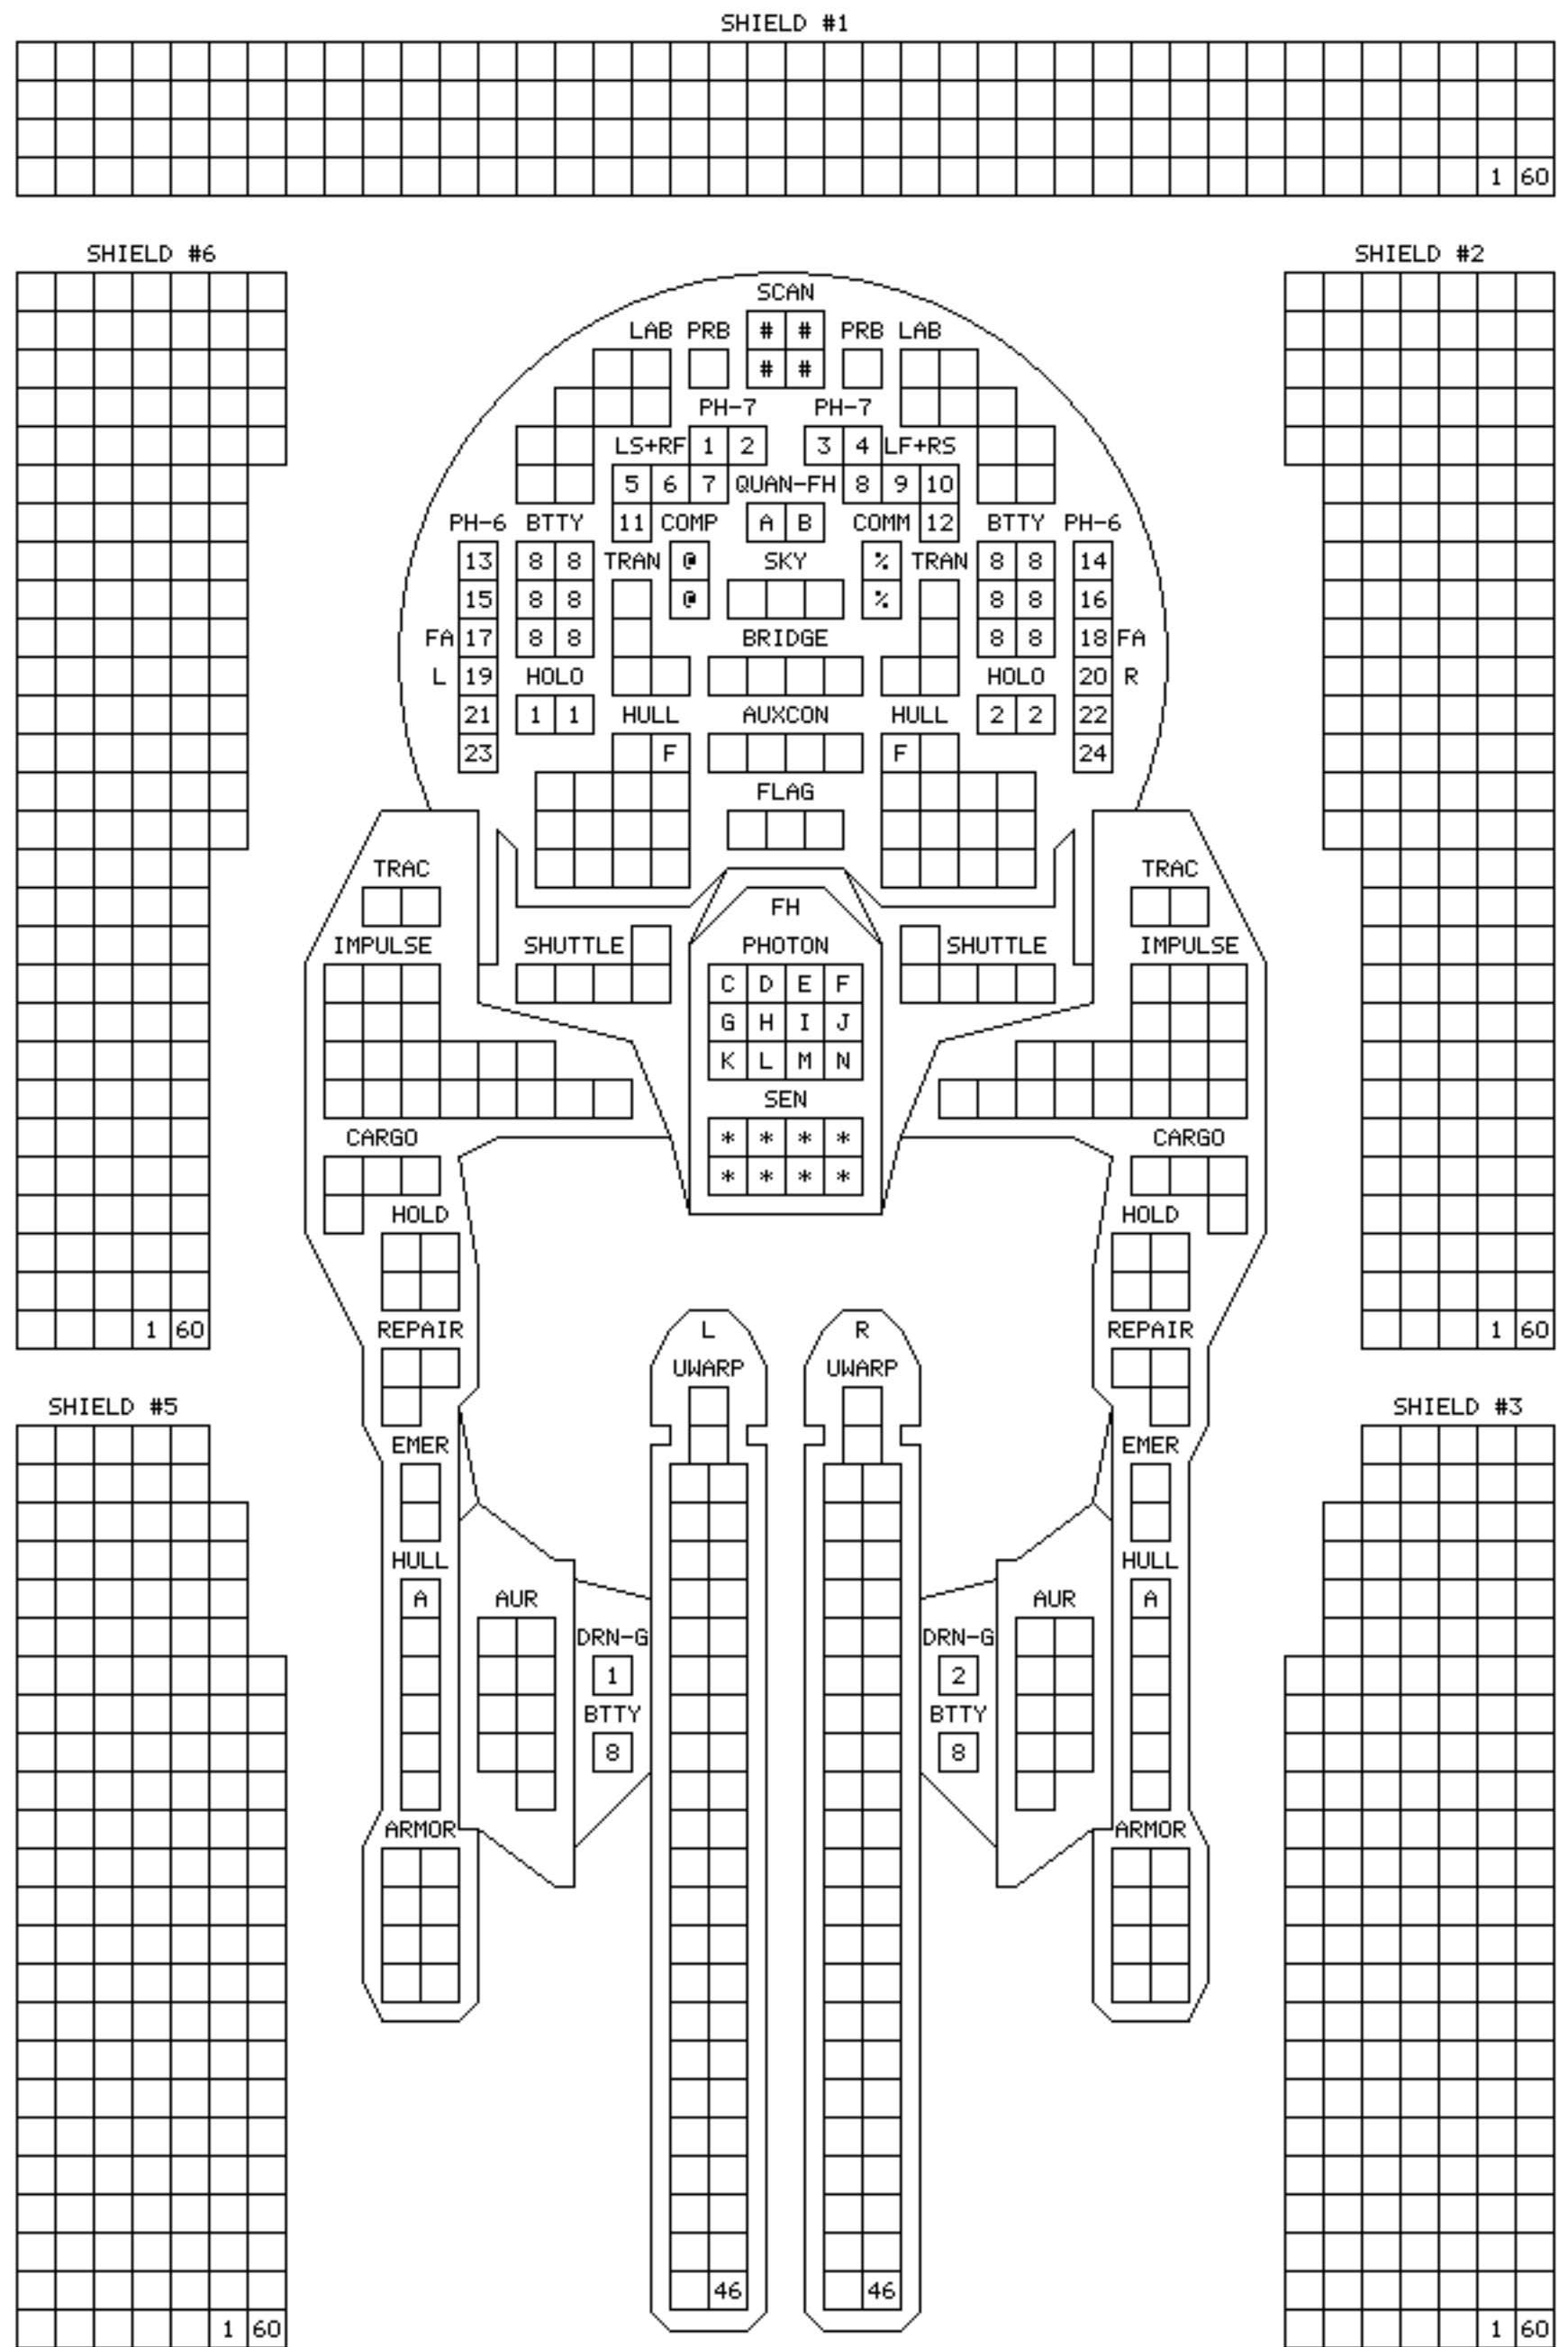 SHIELD #1
1 60
SHIELD #6 SHIELD #2
SCAN
LAB PRB # # PRB LAB
# #
PH-7 PH-7
LS+RF 1 2 3 4 LF+RS
5 6 7 QUAN-FH 8 9 10
PH-6 BTTY 11 COMP A B COMM 12 BTTY PH-6
13 8 8 TRAN @ SKY % TRAN 8 8 14
15 8 8 @ % 8 8 16
FA 17 8 8 BRIDGE 8 8 18 FA
L 19 HOLO HOLO 20 R
21 1 1 HULL AUXCON HULL 2 2 22
23 F F 24
FLAG
TRAC TRAC
FH
IMPULSE SHUTTLE PHOTON SHUTTLE IMPULSE
C D E F
G H I J
K L M N
SEN
CARGO * * * * CARGO
* * * *
HOLD HOLD
1 60 REPAIR L R REPAIR 1 60
UWARP UWARP
SHIELD #5 SHIELD #3
EMER EMER
HULL HULL
A AUR AUR A
DRN-G DRN-G
1 2
BTTY BTTY
8 8
ARMOR ARMOR
46 46
1 60 1 60